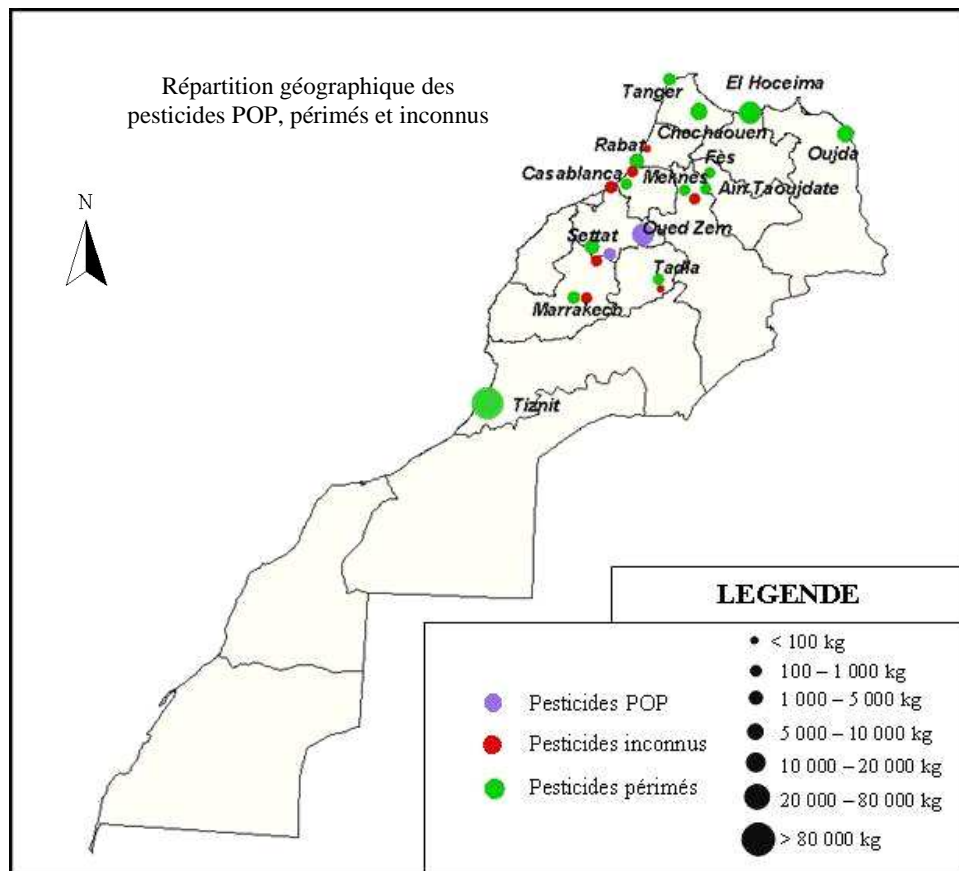 Répartition géographique des
pesticides POP, périmés et inconnus
El Hoceima
Tanger
Chechaouen
Oujda
Rabat
Fès
Casablanca
Meknes
Ain Taoujdate
Oued Zem
Settat
Tadla
Marrakech
Tiznit
N
LEGENDE
< 100 kg
100 – 1 000 kg
1 000 – 5 000 kg
5 000 – 10 000 kg
10 000 – 20 000 kg
20 000 – 80 000 kg
> 80 000 kg
Pesticides POP
Pesticides inconnus
Pesticides périmés